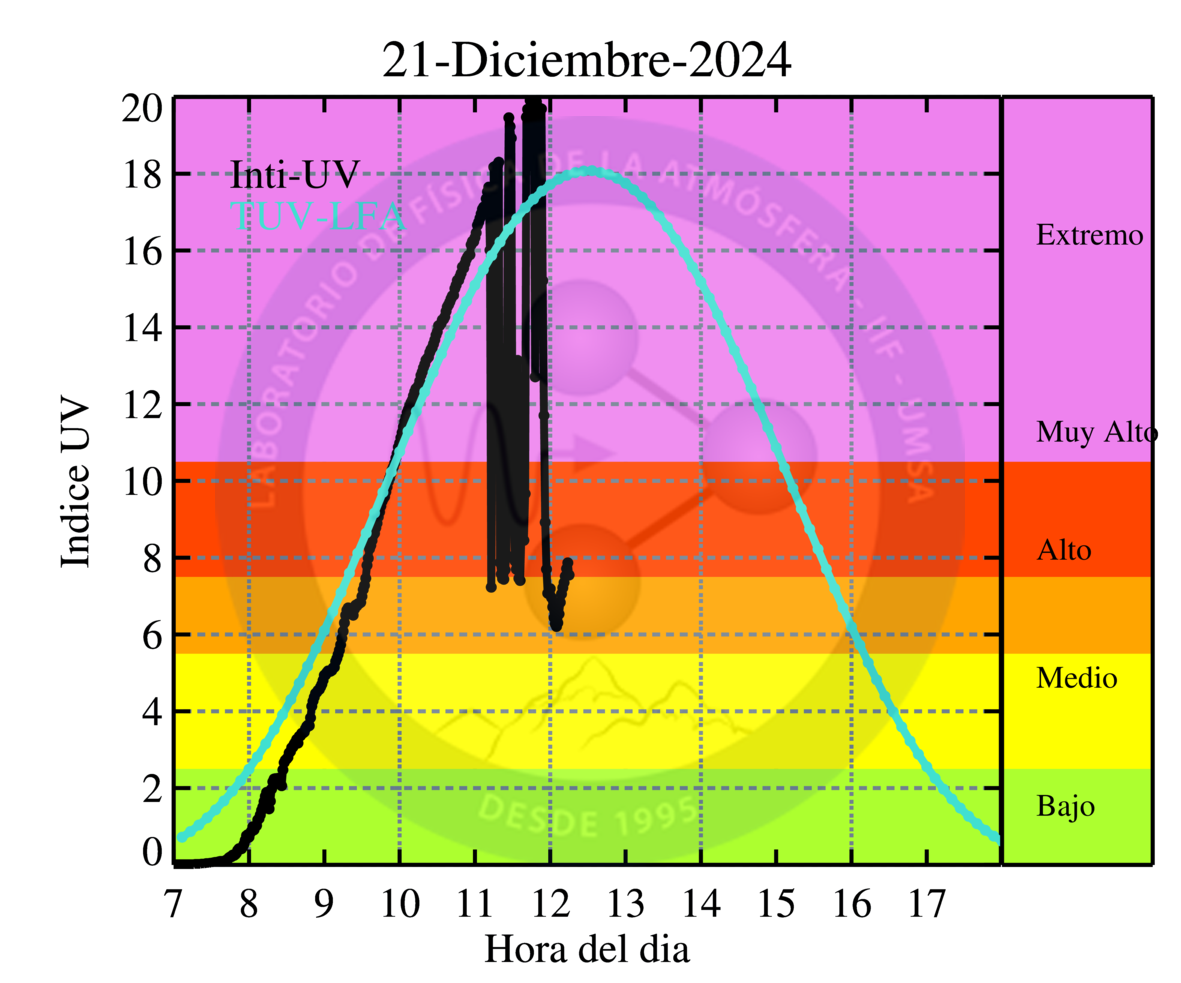 21-Diciembre-2024
Inti-UV
TUV-LFA
Indice UV
20
18
16
14
12
10
8
6
4
2
0
7 8 9 10 11 12 13 14 15 16 17
Hora del dia
Extremo
Muy Alto
Alto
Medio
Bajo
LABORATORIO DE FÍSICA DE LA ATMÓSFERA - IIF - UMSA
DESDE 1995